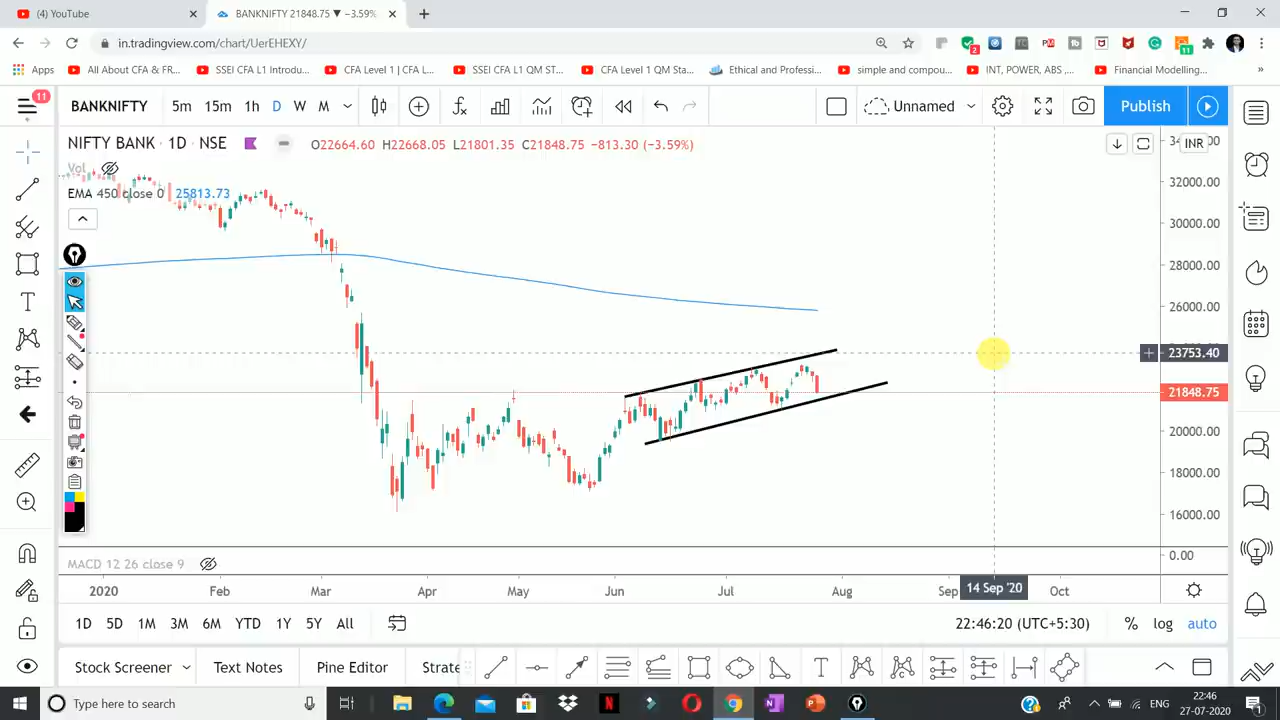 (4) YouTube
BANKNIFTY 21848.75 ▼ −3.59%
in.tradingview.com/chart/UerEHEXY/
Apps
All About CFA & FR...
SSEI CFA L1 Introdu...
CFA Level 1 | CFA L...
SSEI CFA L1 QM ST...
CFA Level 1 QM Sta...
Ethical and Professi...
simple and compou...
INT, POWER, ABS ,...
Financial Modelling...
11
BANKNIFTY 5m 15m 1h D W M
Unnamed
Publish
NIFTY BANK · 1D · NSE
O22664.60 H22668.05 L21801.35 C21848.75 −813.30 (−3.59%)
INR
Vol
EMA 450 close 0 25813.73
32000.00
30000.00
28000.00
26000.00
23753.40
21848.75
20000.00
18000.00
16000.00
0.00
MACD 12 26 close 9
2020 Feb Mar Apr May Jun Jul Aug Sep 14 Sep '20 Oct
1D 5D 1M 3M 6M YTD 1Y 5Y All
22:46:20 (UTC+5:30) % log auto
Stock Screener Text Notes Pine Editor Strate
Type here to search
ENG
22:46
27-07-2020